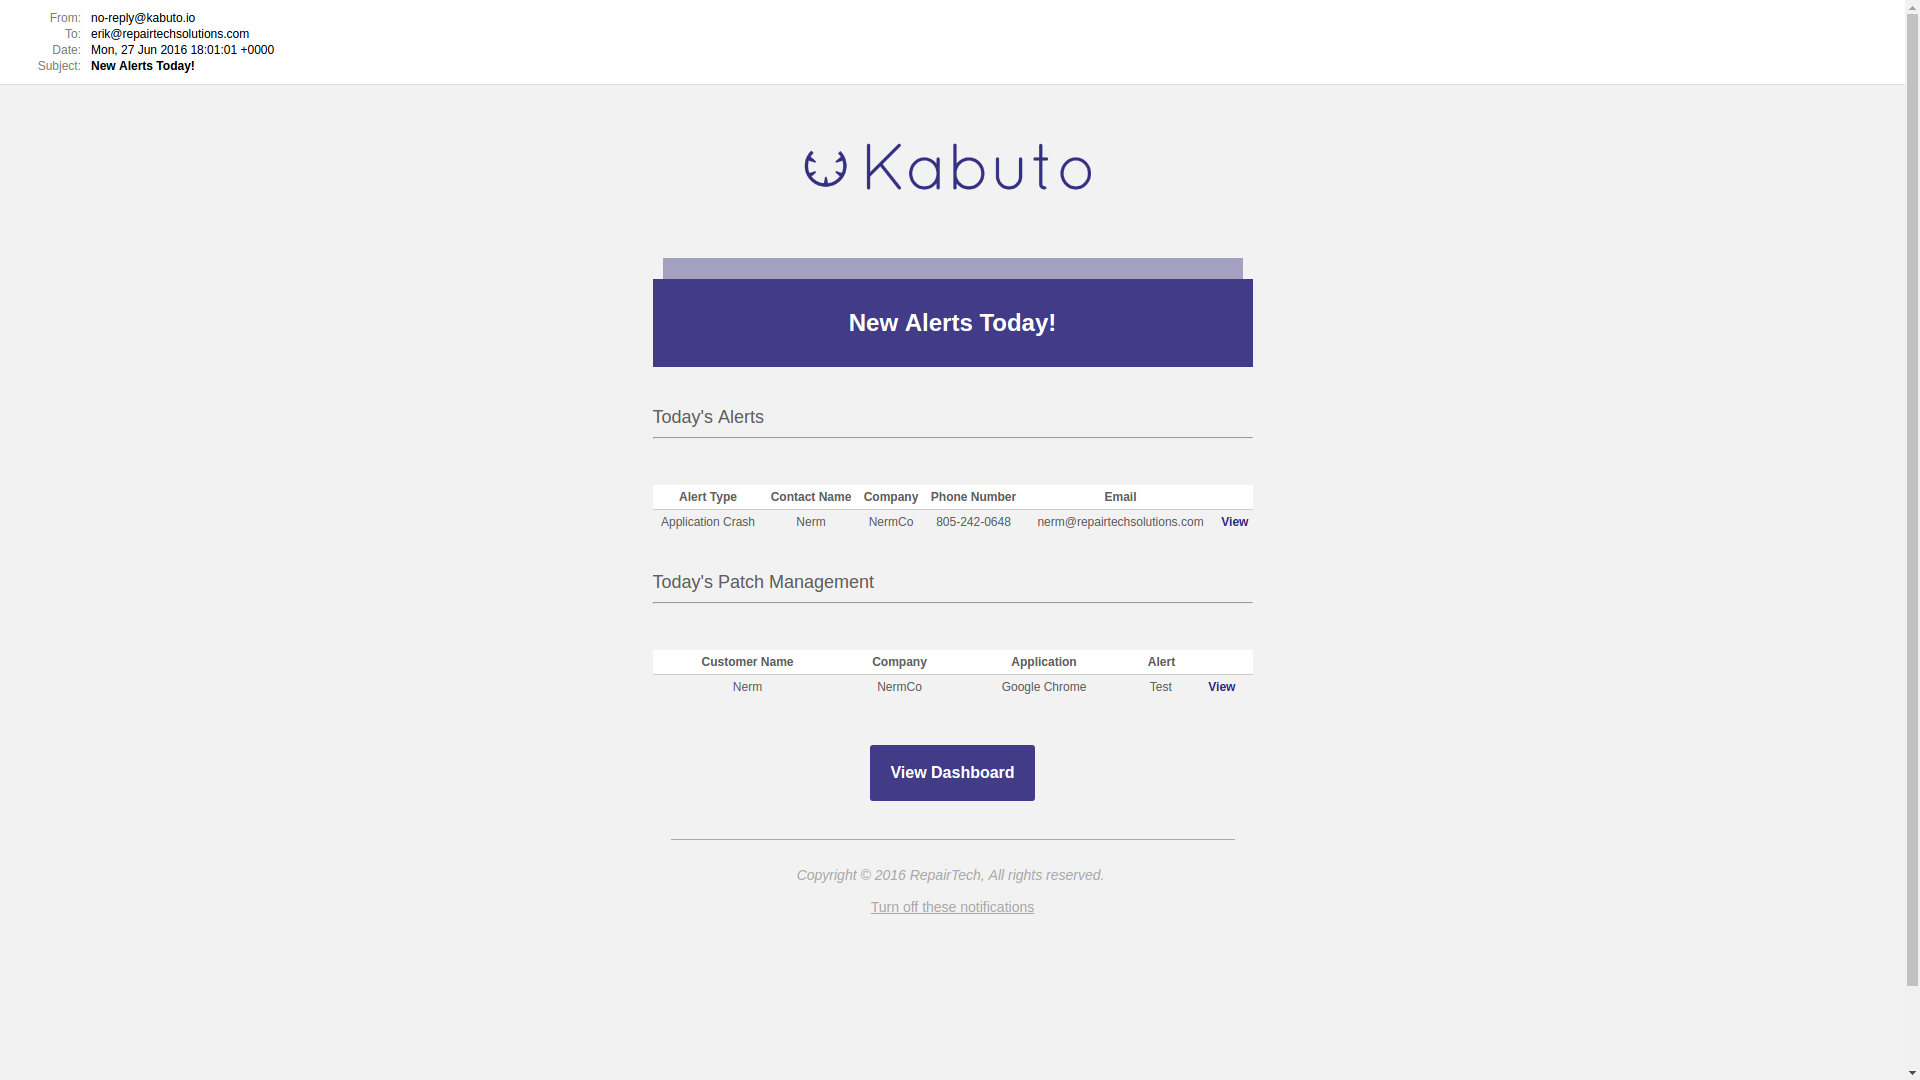 From: no-reply@kabuto.io
To: erik@repairtechsolutions.com
Date: Mon, 27 Jun 2016 18:01:01 +0000
Subject: New Alerts Today!
Kabuto
New Alerts Today!
Today's Alerts
Alert Type Contact Name Company Phone Number Email
Application Crash Nerm NermCo 805-242-0648 nerm@repairtechsolutions.com View
Today's Patch Management
Customer Name Company Application Alert
Nerm NermCo Google Chrome Test View
View Dashboard
Copyright © 2016 RepairTech, All rights reserved.
Turn off these notifications